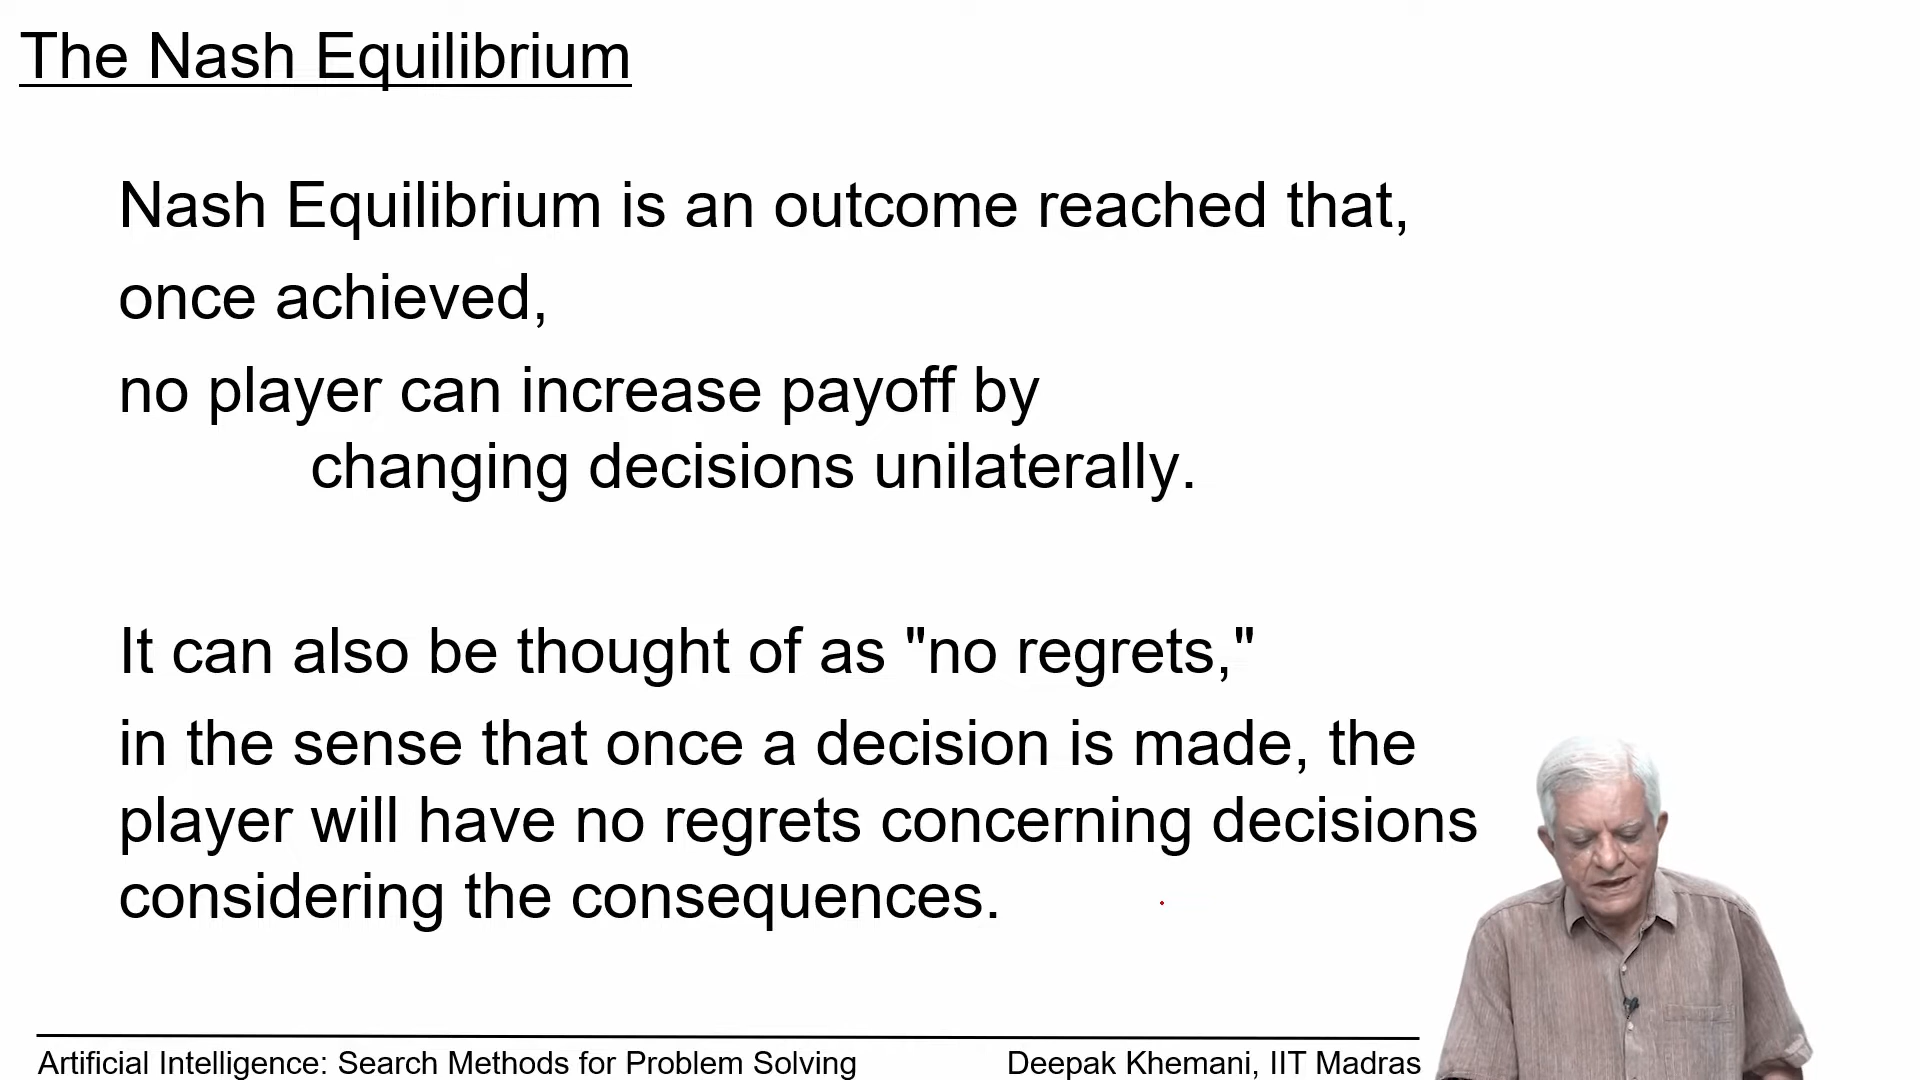 The Nash Equilibrium
Nash Equilibrium is an outcome reached that,
once achieved,
no player can increase payoff by
changing decisions unilaterally.
It can also be thought of as "no regrets,"
in the sense that once a decision is made, the
player will have no regrets concerning decisions
considering the consequences.
Artificial Intelligence: Search Methods for Problem Solving
Deepak Khemani, IIT Madras